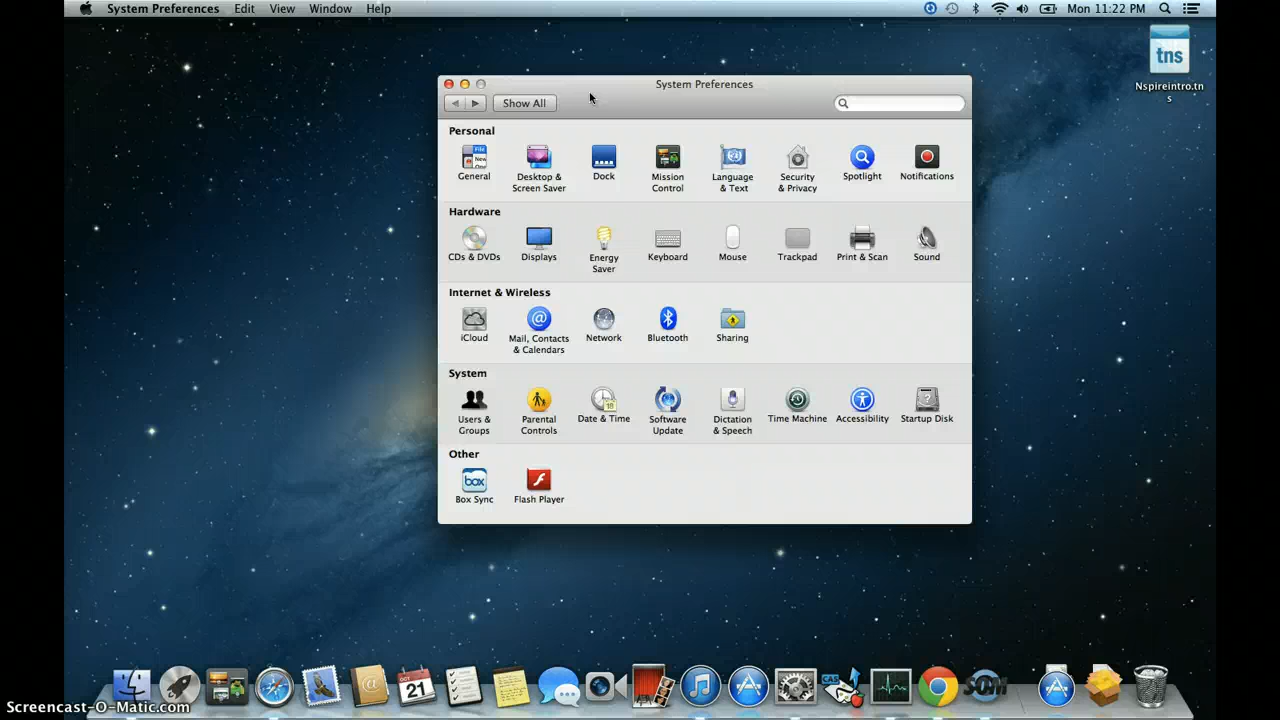 System Preferences Edit View Window Help Mon 11:22 PM
tns
Nspireintro.tn
s
System Preferences
Show All
Personal
General Desktop & Screen Saver Dock Mission Control Language & Text Security & Privacy Spotlight Notifications
Hardware
CDs & DVDs Displays Energy Saver Keyboard Mouse Trackpad Print & Scan Sound
Internet & Wireless
iCloud Mail, Contacts & Calendars Network Bluetooth Sharing
System
Users & Groups Parental Controls Date & Time Software Update Dictation & Speech Time Machine Accessibility Startup Disk
Other
box
Box Sync Flash Player
21
SOM
Screencast-O-Matic.com